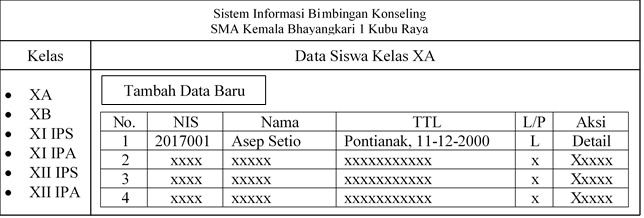 Sistem Informasi Bimbingan Konseling
SMA Kemala Bhayangkari 1 Kubu Raya
Kelas Data Siswa Kelas XA
• XA
• XB
• XI IPS
• XI IPA
• XII IPS
• XII IPA
Tambah Data Baru
No. NIS Nama TTL L/P Aksi
1 2017001 Asep Setio Pontianak, 11-12-2000 L Detail
2 xxxx xxxxx xxxxxxxxxxx x Xxxxx
3 xxxx xxxxx xxxxxxxxxxx x Xxxxx
4 xxxx xxxxx xxxxxxxxxxx x Xxxxx